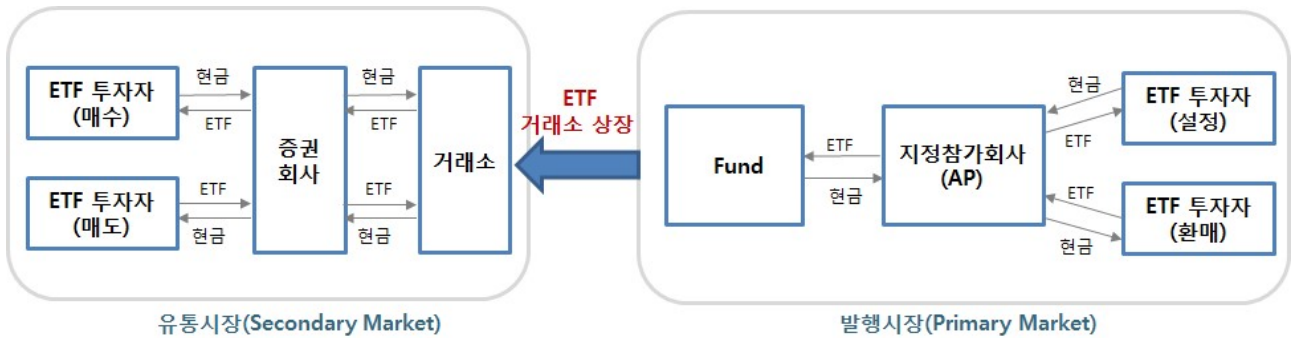 ETF 투자자
(매수)
현금
ETF
ETF 투자자
(매도)
ETF
현금
증권
회사
현금
ETF
ETF
현금
거래소
ETF
거래소 상장
Fund
ETF
현금
지정참가회사
(AP)
현금
ETF
ETF 투자자
(설정)
ETF
현금
ETF 투자자
(환매)
유통시장(Secondary Market)
발행시장(Primary Market)